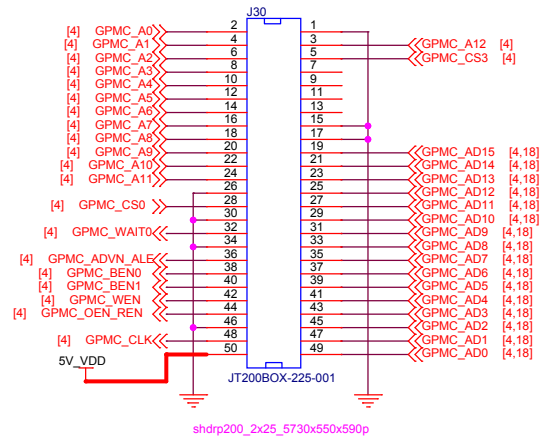 J30
[4] GPMC_A0 2 1
[4] GPMC_A1 4 3 GPMC_A12 [4]
[4] GPMC_A2 6 5 GPMC_CS3 [4]
[4] GPMC_A3 8 7
[4] GPMC_A4 10 9
[4] GPMC_A5 12 11
[4] GPMC_A6 14 13
[4] GPMC_A7 16 15
[4] GPMC_A8 18 17
[4] GPMC_A9 20 19 GPMC_AD15 [4,18]
[4] GPMC_A10 22 21 GPMC_AD14 [4,18]
[4] GPMC_A11 24 23 GPMC_AD13 [4,18]
26 25 GPMC_AD12 [4,18]
[4] GPMC_CS0 28 27 GPMC_AD11 [4,18]
30 29 GPMC_AD10 [4,18]
[4] GPMC_WAIT0 32 31 GPMC_AD9 [4,18]
34 33 GPMC_AD8 [4,18]
[4] GPMC_ADVN_ALE 36 35 GPMC_AD7 [4,18]
[4] GPMC_BEN0 38 37 GPMC_AD6 [4,18]
[4] GPMC_BEN1 40 39 GPMC_AD5 [4,18]
[4] GPMC_WEN 42 41 GPMC_AD4 [4,18]
[4] GPMC_OEN_REN 44 43 GPMC_AD3 [4,18]
46 45 GPMC_AD2 [4,18]
[4] GPMC_CLK 48 47 GPMC_AD1 [4,18]
5V_VDD 50 49 GPMC_AD0 [4,18]
JT200BOX-225-001
shdrp200_2x25_5730x550x590p